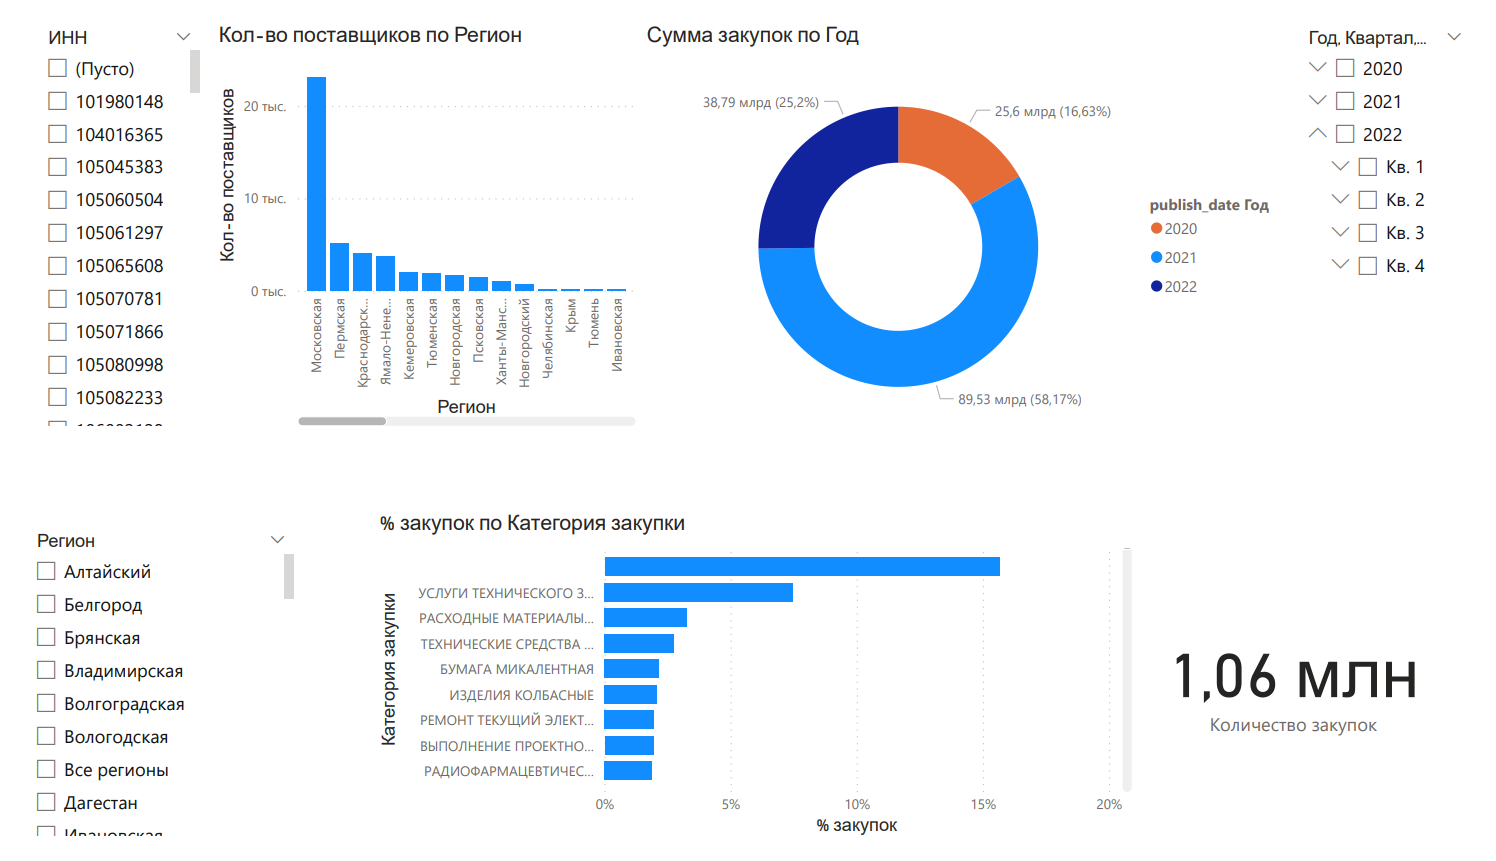 ИНН
(Пусто)
101980148
104016365
105045383
105060504
105061297
105065608
105070781
105071866
105080998
105082233
Кол-во поставщиков по Регион
Кол-во поставщиков
20 тыс.
10 тыс.
0 тыс.
Московская
Пермская
Краснодарск...
Ямало-Нене...
Кемеровская
Тюменская
Новгородская
Псковская
Ханты-Манс...
Новгородский
Челябинская
Крым
Тюмень
Ивановская
Регион
Сумма закупок по Год
38,79 млрд (25,2%)
25,6 млрд (16,63%)
89,53 млрд (58,17%)
publish_date Год
2020
2021
2022
Год, Квартал,...
2020
2021
2022
Кв. 1
Кв. 2
Кв. 3
Кв. 4
Регион
Алтайский
Белгород
Брянская
Владимирская
Волгоградская
Вологодская
Все регионы
Дагестан
Ивановская
% закупок по Категория закупки
Категория закупки
УСЛУГИ ТЕХНИЧЕСКОГО З...
РАСХОДНЫЕ МАТЕРИАЛЫ...
ТЕХНИЧЕСКИЕ СРЕДСТВА ...
БУМАГА МИКАЛЕНТНАЯ
ИЗДЕЛИЯ КОЛБАСНЫЕ
РЕМОНТ ТЕКУЩИЙ ЭЛЕКТ...
ВЫПОЛНЕНИЕ ПРОЕКТНО...
РАДИОФАРМАЦЕВТИЧЕС...
0%
5%
10%
15%
20%
% закупок
1,06 млн
Количество закупок